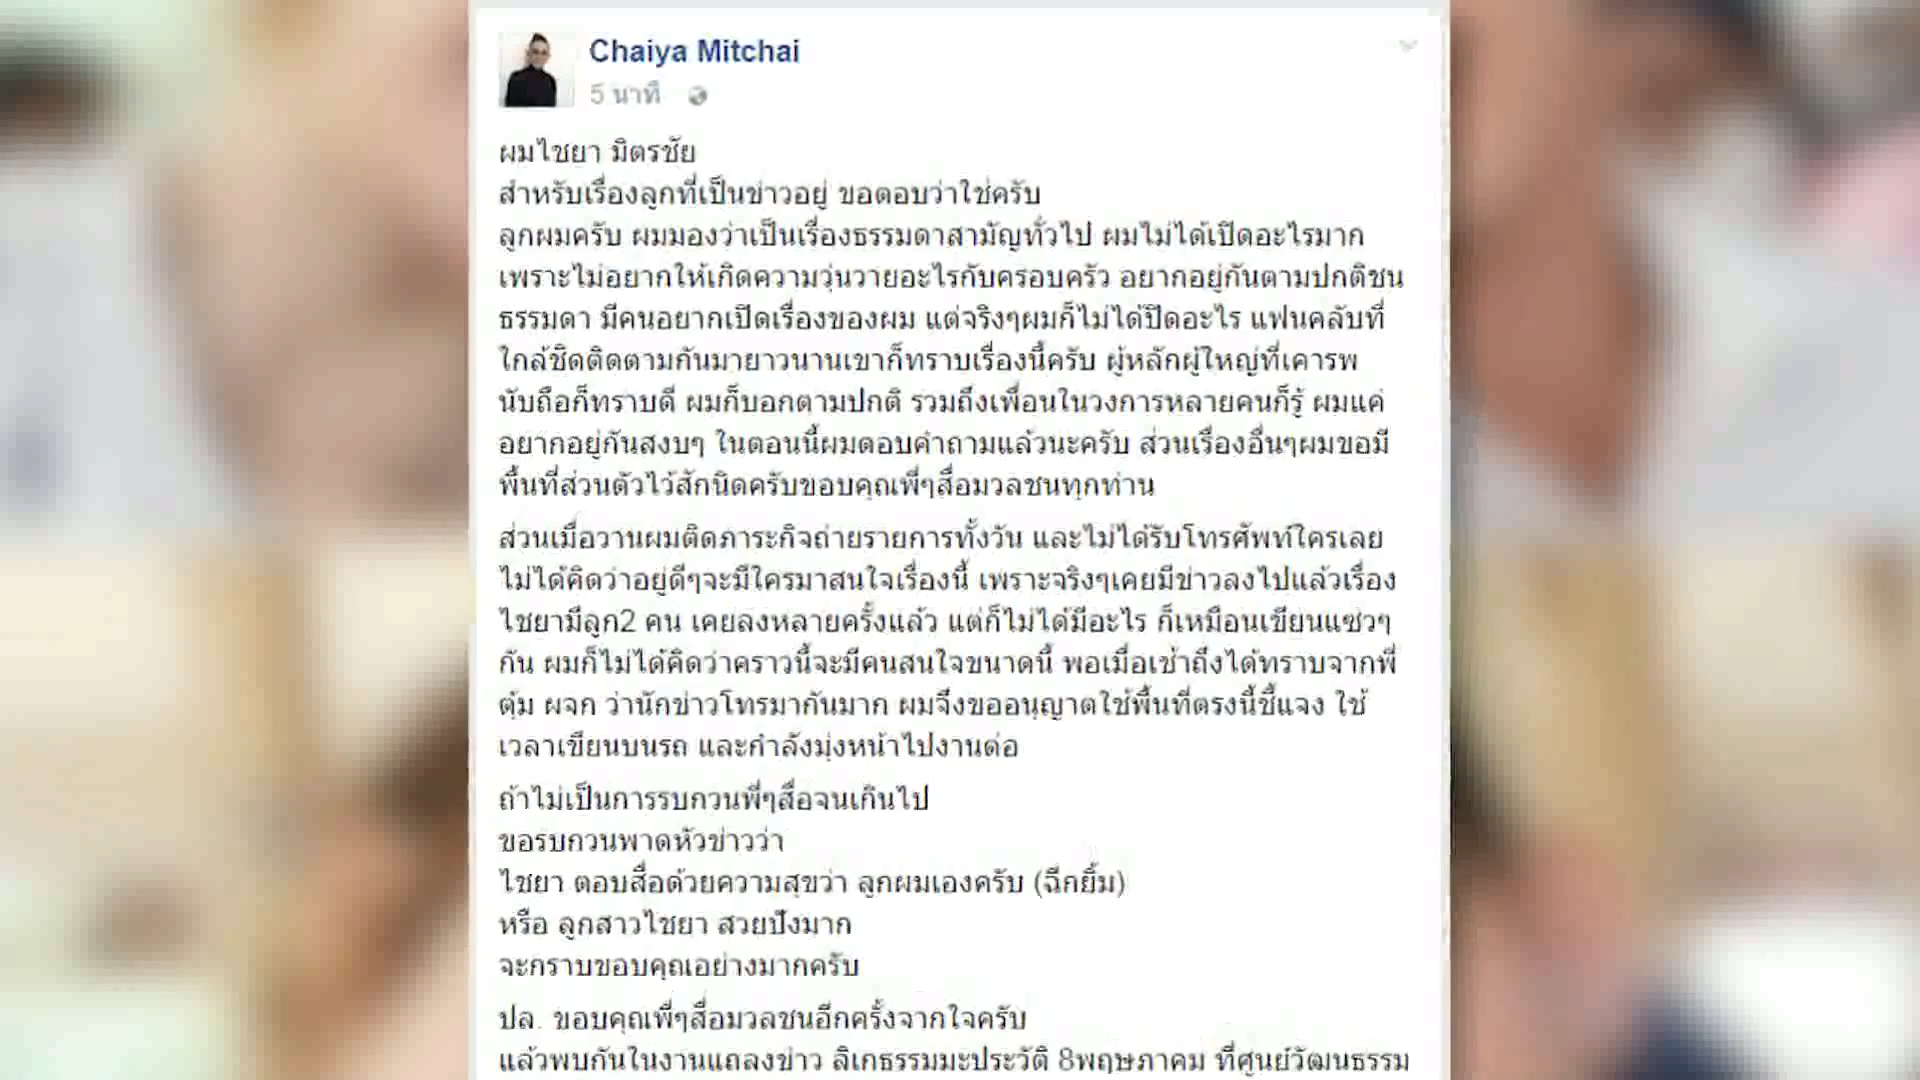 Chaiya Mitchai
5 นาที
ผมไชยา มิตรชัย
สำหรับเรื่องลูกที่เป็นข่าวอยู่ ขอตอบว่าใช่ครับ
ลูกผมครับ ผมมองว่าเป็นเรื่องธรรมดาสามัญทั่วไป ผมไม่ได้เปิดอะไรมาก
เพราะไม่อยากให้เกิดความวุ่นวายอะไรกับครอบครัว อยากอยู่กันตามปกติชน
ธรรมดา มีคนอยากเปิดเรื่องของผม แต่จริงๆผมก็ไม่ได้ปิดอะไร แฟนคลับที่
ใกล้ชิดติดตามกันมายาวนานเขาก็ทราบเรื่องนี้ครับ ผู้หลักผู้ใหญ่ที่เคารพ
นับถือก็ทราบดี ผมก็บอกตามปกติ รวมถึงเพื่อนในวงการหลายคนก็รู้ ผมแค่
อยากอยู่กันสงบๆ ในตอนนี้ผมตอบคำถามแล้วนะครับ ส่วนเรื่องอื่นๆผมขอมี
พื้นที่ส่วนตัวไว้สักนิดครับขอบคุณพี่ๆสื่อมวลชนทุกท่าน
ส่วนเมื่อวานผมติดภาระกิจถ่ายรายการทั้งวัน และไม่ได้รับโทรศัพท์ใครเลย
ไม่ได้คิดว่าอยู่ดีๆจะมีใครมาสนใจเรื่องนี้ เพราะจริงๆเคยมีข่าวลงไปแล้วเรื่อง
ไชยามีลูก2 คน เคยลงหลายครั้งแล้ว แต่ก็ไม่ได้มีอะไร ก็เหมือนเขียนแซวๆ
กัน ผมก็ไม่ได้คิดว่าคราวนี้จะมีคนสนใจขนาดนี้ พอเมื่อเช้าถึงได้ทราบจากพี่
ตุ้ม ผจก ว่านักข่าวโทรมากันมาก ผมจึงขออนุญาตใช้พื้นที่ตรงนี้ชี้แจง ใช้
เวลาเขียนบนรถ และกำลังมุ่งหน้าไปงานต่อ
ถ้าไม่เป็นการรบกวนพี่ๆสื่อจนเกินไป
ขอรบกวนพาดหัวข่าวว่า
ไชยา ตอบสื่อด้วยความสุขว่า ลูกผมเองครับ (ฉีกยิ้ม)
หรือ ลูกสาวไชยา สวยปังมาก
จะกราบขอบคุณอย่างมากครับ
ปล. ขอบคุณพี่ๆสื่อมวลชนอีกครั้งจากใจครับ
แล้วพบกันในงานแถลงข่าว ลิเกธรรมมะประวัติ 8พฤษภาคม ที่ศูนย์วัฒนธรรม